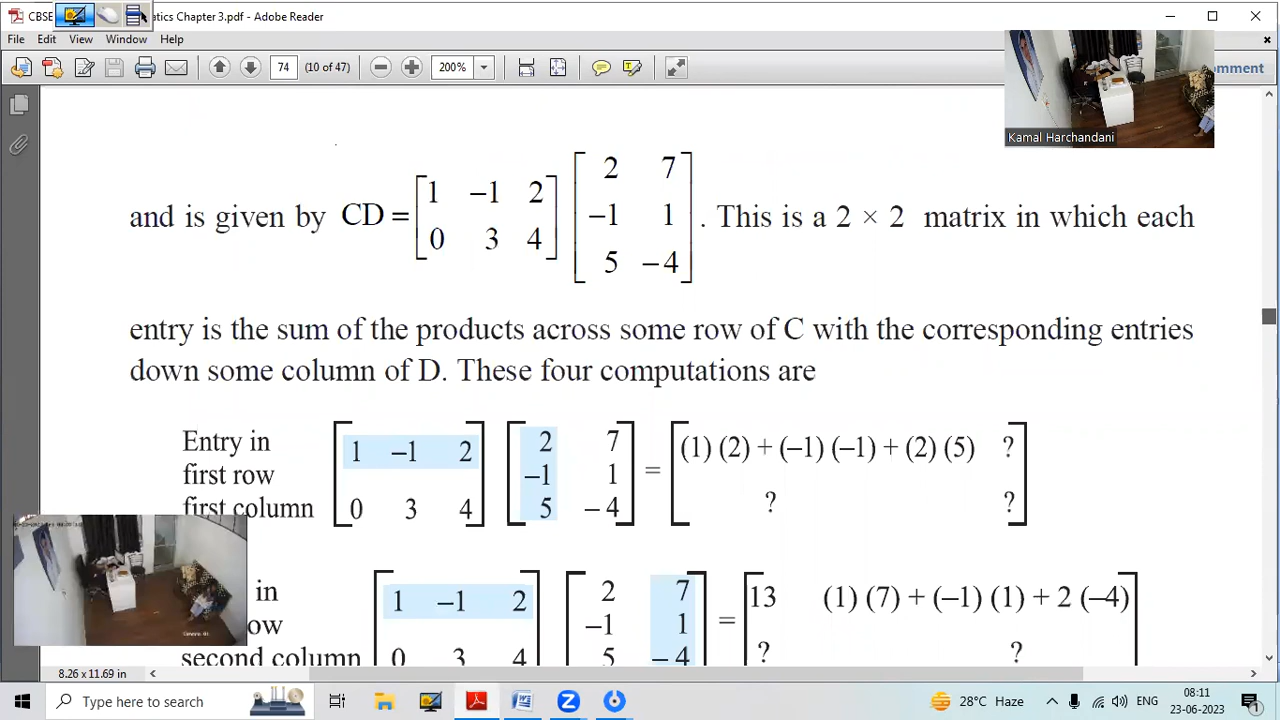 CBSE
atics Chapter 3.pdf - Adobe Reader
File Edit View Window Help
74 (10 of 47) 200% omment
Kamal Harchandani
and is given by CD = [1 −1 2 [2 7 . This is a 2 × 2 matrix in which each
0 3 4] −1 1
5 −4]
entry is the sum of the products across some row of C with the corresponding entries
down some column of D. These four computations are
Entry in [1 −1 2 [2 7 = [(1) (2) + (−1) (−1) + (2) (5) ?
first row −1 1
first column 0 3 4] 5 −4] ? ?]
in [1 −1 2 [2 7 = [13 (1) (7) + (−1) (1) + 2 (−4)
ow −1 1
second column 0 3 4 5 −4 ? ?
8.26 x 11.69 in
Type here to search
28°C Haze
ENG
08:11
23-06-2023
1